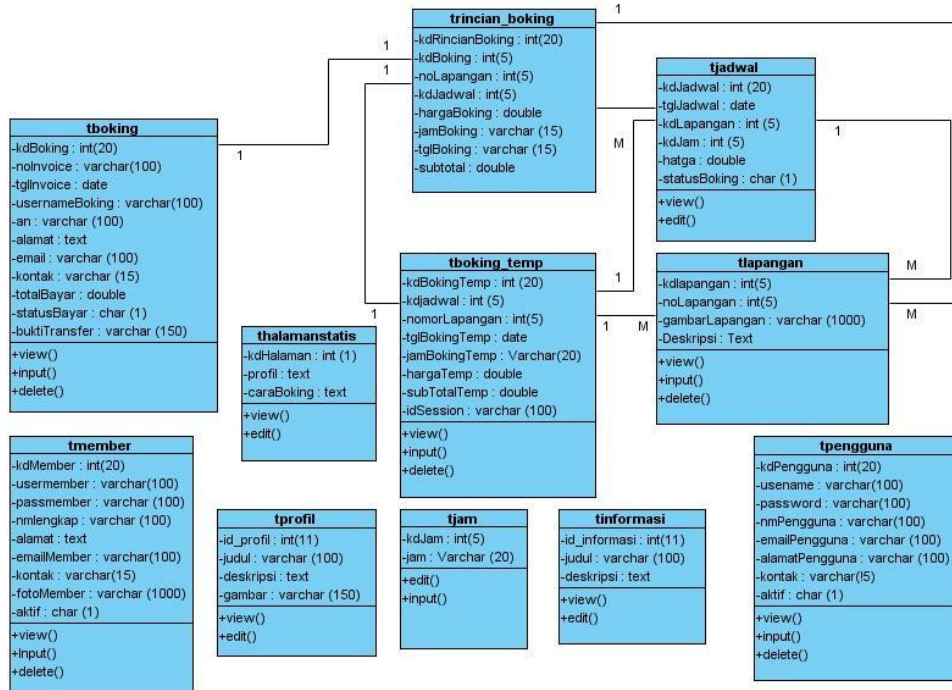 trincian_boking
-kdRincianBoking : int(20)
-kdBoking : int(5)
-noLapangan : int(5)
-kdJadwal : int(5)
-hargaBoking : double
-jamBoking : varchar (15)
-tglBoking : varchar (15)
-subtotal : double
1
1
1
1
tjadwal
-kdJadwal : int (20)
-tglJadwal : date
-kdLapangan : int (5)
-kdJam : int (5)
-hatga : double
-statusBoking : char (1)
+view()
+edit()
M
1
tboking
-kdBoking : int(20)
-noInvoice : varchar(100)
-tglInvoice : date
-usernameBoking : varchar(100)
-an : varchar (100)
-alamat : text
-email : varchar (100)
-kontak : varchar (15)
-totalBayar : double
-statusBayar : char (1)
-buktiTransfer : varchar (150)
+view()
+input()
+delete()
tboking_temp
-kdBokingTemp : int (20)
-kdjadwal : int (5)
-nomorLapangan : int(5)
-tglBokingTemp : date
-jamBokingTemp : Varchar(20)
-hargaTemp : double
-subTotalTemp : double
-idSession : varchar (100)
+view()
+input()
+delete()
1
1
1
M
tlapangan
-kdlapangan : int(5)
-noLapangan : int(5)
-gambarLapangan : varchar (1000)
-Deskripsi : Text
+view()
+input()
+delete()
M
M
thalamanstatis
-kdHalaman : int (1)
-profil : text
-caraBoking : text
+view()
+edit()
tmember
-kdMember : int(20)
-usermember : varchar(100)
-passmember : varchar (100)
-nmlengkap : varchar (100)
-alamat : text
-emailMember : varchar(100)
-kontak : varchar(15)
-fotoMember : varchar (1000)
-aktif : char (1)
+view()
+Input()
+delete()
tprofil
-id_profil : int(11)
-judul : varchar (100)
-deskripsi : text
-gambar : varchar (150)
+view()
+edit()
tjam
-kdJam : int(5)
-jam : Varchar (20)
+edit()
+input()
tinformasi
-id_informasi : int(11)
-judul : varchar (100)
-deskripsi : text
+view()
+edit()
tpengguna
-kdPengguna : int(20)
-usename : varchar(100)
-password : varchar(100)
-nmPengguna : varchar(100)
-emailPengguna : varchar (100)
-alamatPengguna : varchar (100)
-kontak : varchar(!5)
-aktif : char (1)
+view()
+input()
+delete()